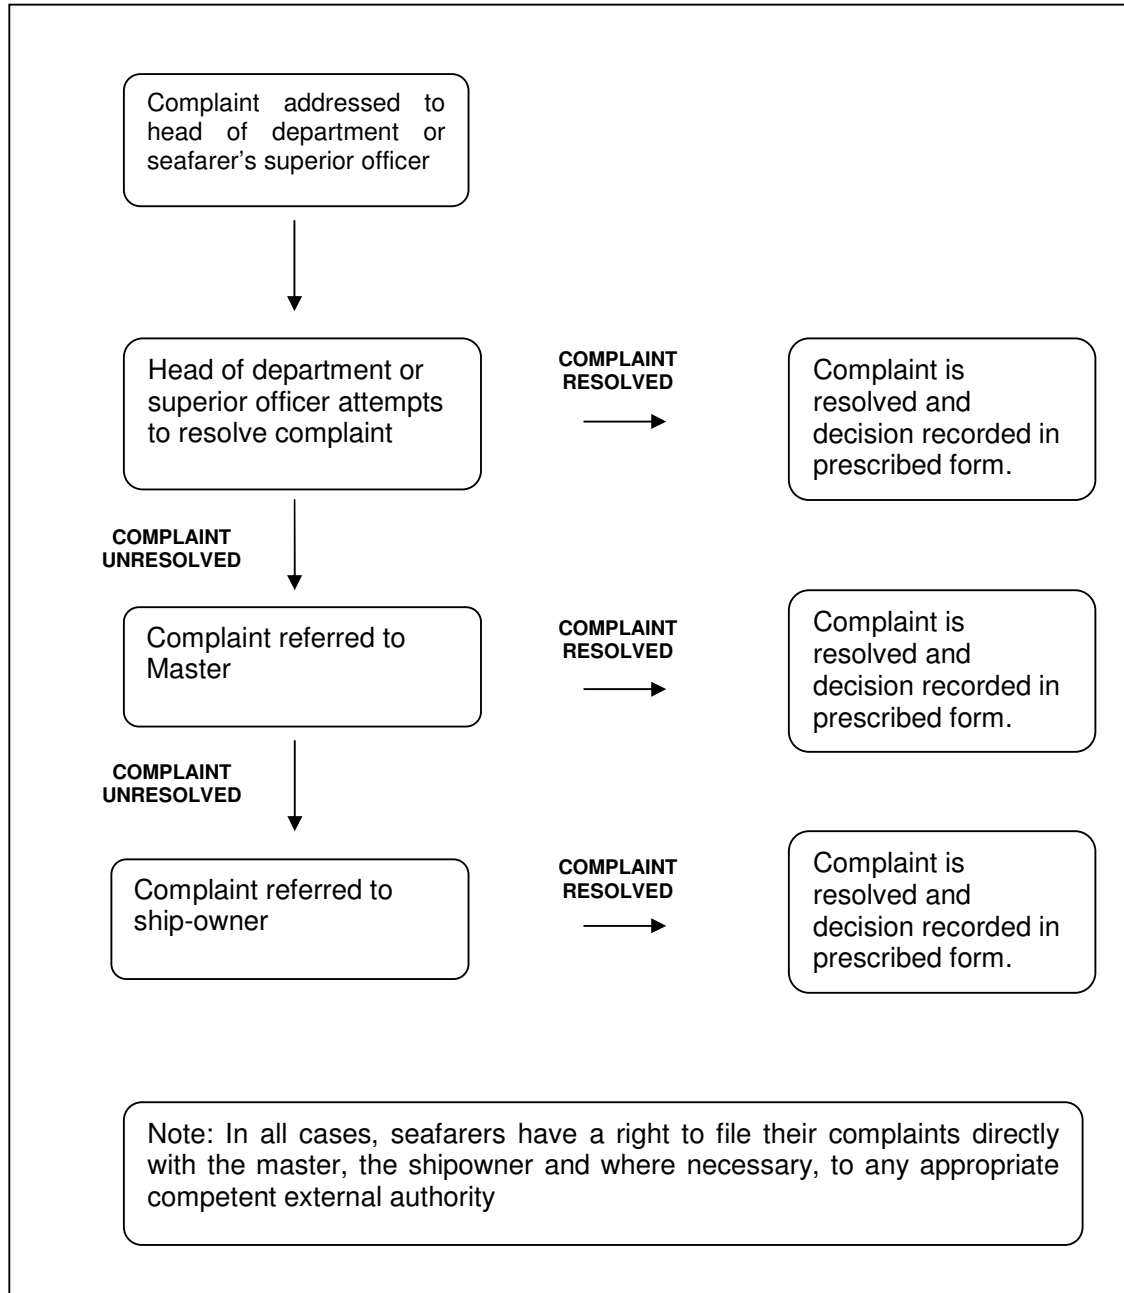 Complaint addressed to
head of department or
seafarer's superior officer
Head of department or
superior officer attempts
to resolve complaint
COMPLAINT
RESOLVED
Complaint is
resolved and
decision recorded in
prescribed form.
COMPLAINT
UNRESOLVED
Complaint referred to
Master
COMPLAINT
RESOLVED
Complaint is
resolved and
decision recorded in
prescribed form.
COMPLAINT
UNRESOLVED
Complaint referred to
ship-owner
COMPLAINT
RESOLVED
Complaint is
resolved and
decision recorded in
prescribed form.
Note: In all cases, seafarers have a right to file their complaints directly
with the master, the shipowner and where necessary, to any appropriate
competent external authority